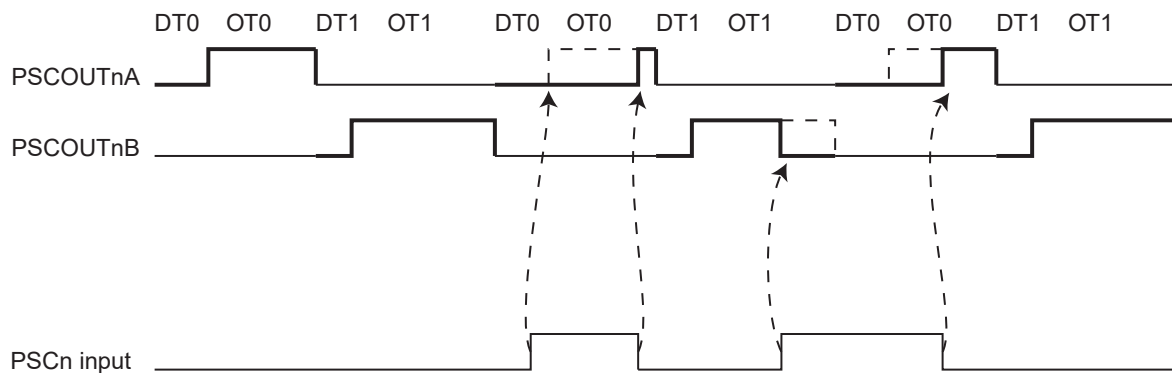 DT0 OT0 DT1 OT1 DT0 OT0 DT1 OT1 DT0 OT0 DT1 OT1
PSCOUTnA
PSCOUTnB
PSCn input